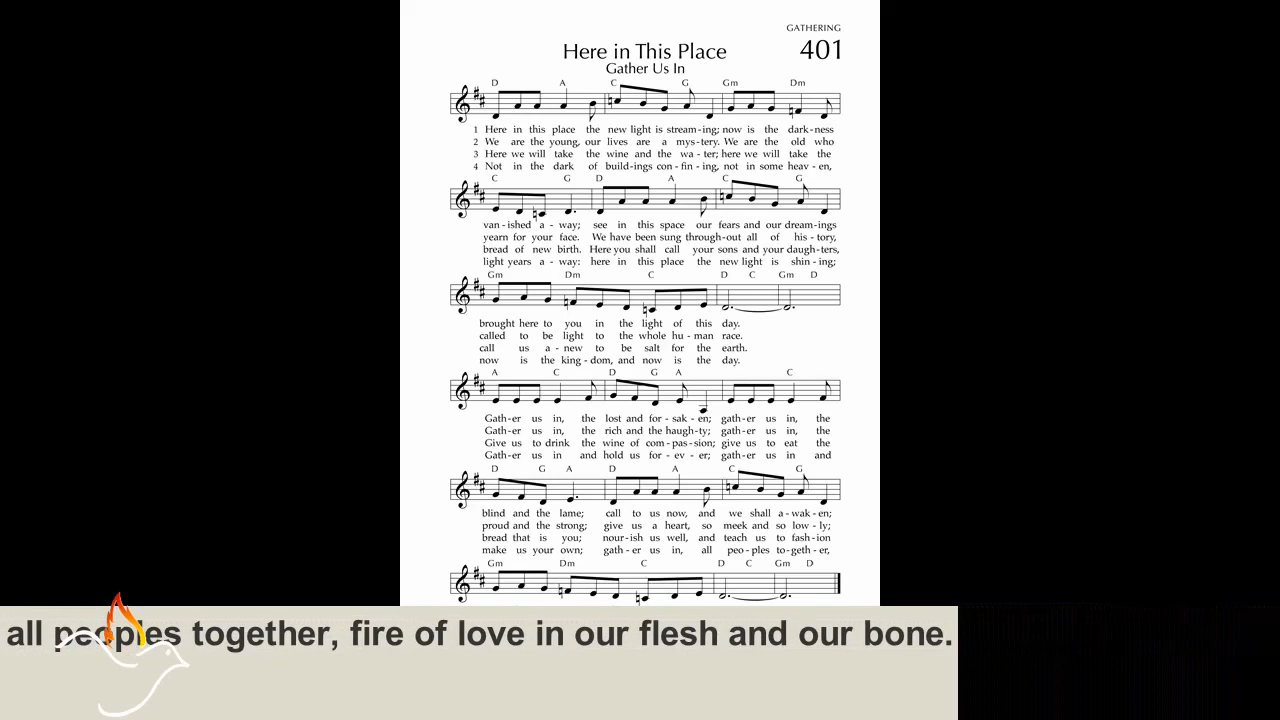 GATHERING
Here in This Place 401
Gather Us In
D A C G Gm Dm
1 Here in this place the new light is stream-ing; now is the dark-ness
2 We are the young, our lives are a mys-tery. We are the old who
3 Here we will take the wine and the wa-ter; here we will take the
4 Not in the dark of build-ings con-fin-ing, not in some heav-en,
C G D A C G
van-ished a-way; see in this space our fears and our dream-ings
yearn for your face. We have been sung through-out all of his-tory,
bread of new birth. Here you shall call your sons and your daugh-ters,
light years a-way: here in this place the new light is shin-ing;
Gm Dm C D C Gm D
brought here to you in the light of this day.
called to be light to the whole hu-man race.
call us a-new to be salt for the earth.
now is the king-dom, and now is the day.
A C D G A C
Gath-er us in, the lost and for-sak-en; gath-er us in, the
Gath-er us in, the rich and the haugh-ty; gath-er us in, the
Give us to drink the wine of com-pas-sion; give us to eat the
Gath-er us in and hold us for-ev-er; gath-er us in and
D G A D A C G
blind and the lame; call to us now, and we shall a-wak-en;
proud and the strong; give us a heart, so meek and so low-ly;
bread that is you; nour-ish us well, and teach us to fash-ion
make us your own; gath-er us in, all peo-ples to-geth-er,
Gm Dm C D C Gm D
all peoples together, fire of love in our flesh and our bone.